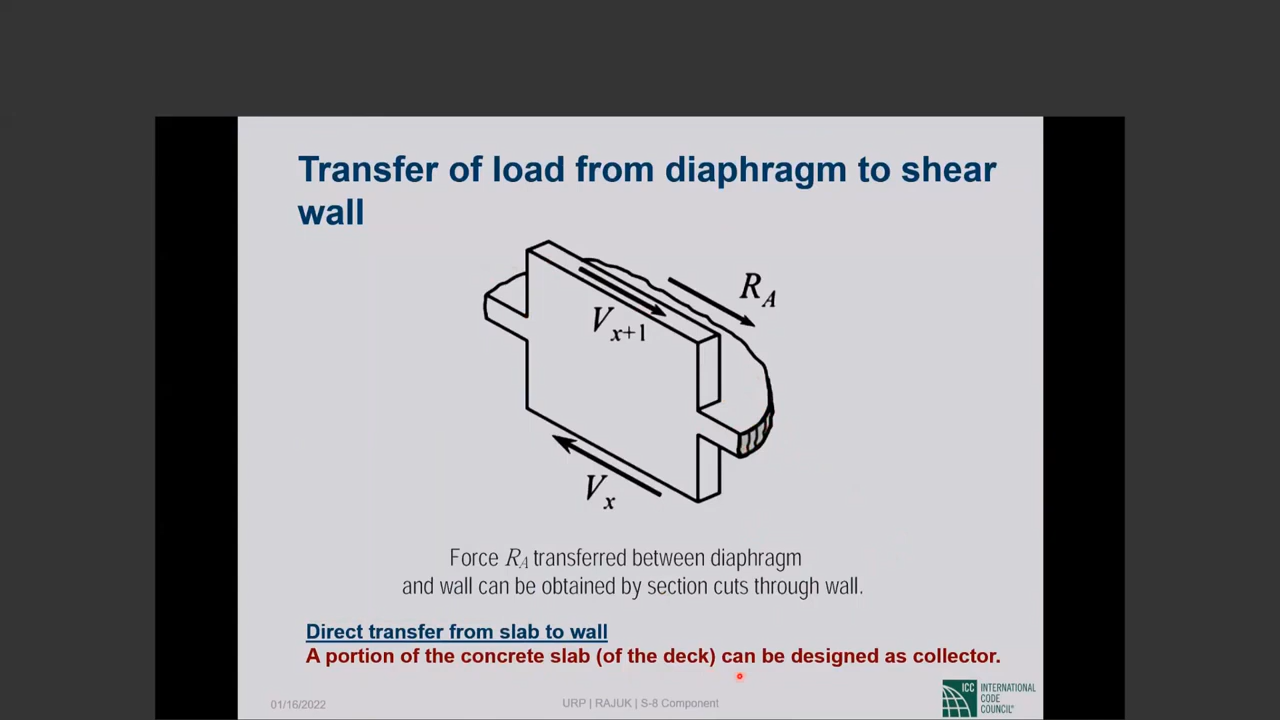 Transfer of load from diaphragm to shear
wall
R_A
V_{x+1}
V_x
Force R_A transferred between diaphragm
and wall can be obtained by section cuts through wall.
Direct transfer from slab to wall
A portion of the concrete slab (of the deck) can be designed as collector.
01/16/2022
URP | RAJUK | S-8 Component
ICC
INTERNATIONAL
CODE
COUNCIL®